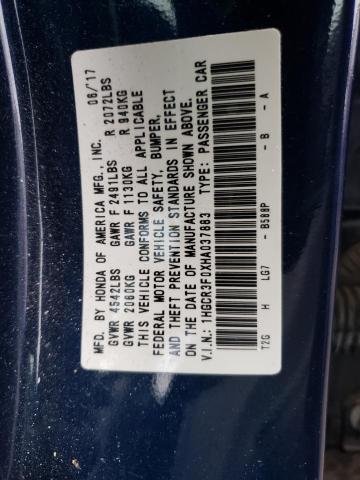 MFD. BY HONDA OF AMERICA MFG., INC. 06/17
GVWR 4542LBS GAWR F 2491LBS R 2072LBS
GVWR 2060KG GAWR F 1130KG R 940KG
THIS VEHICLE CONFORMS TO ALL APPLICABLE
FEDERAL MOTOR VEHICLE SAFETY, BUMPER,
AND THEFT PREVENTION STANDARDS IN EFFECT
ON THE DATE OF MANUFACTURE SHOWN ABOVE.
V.I.N.: 1HGCR3F0XHA037883 TYPE: PASSENGER CAR
T2G H LG7 - B588P - B - A